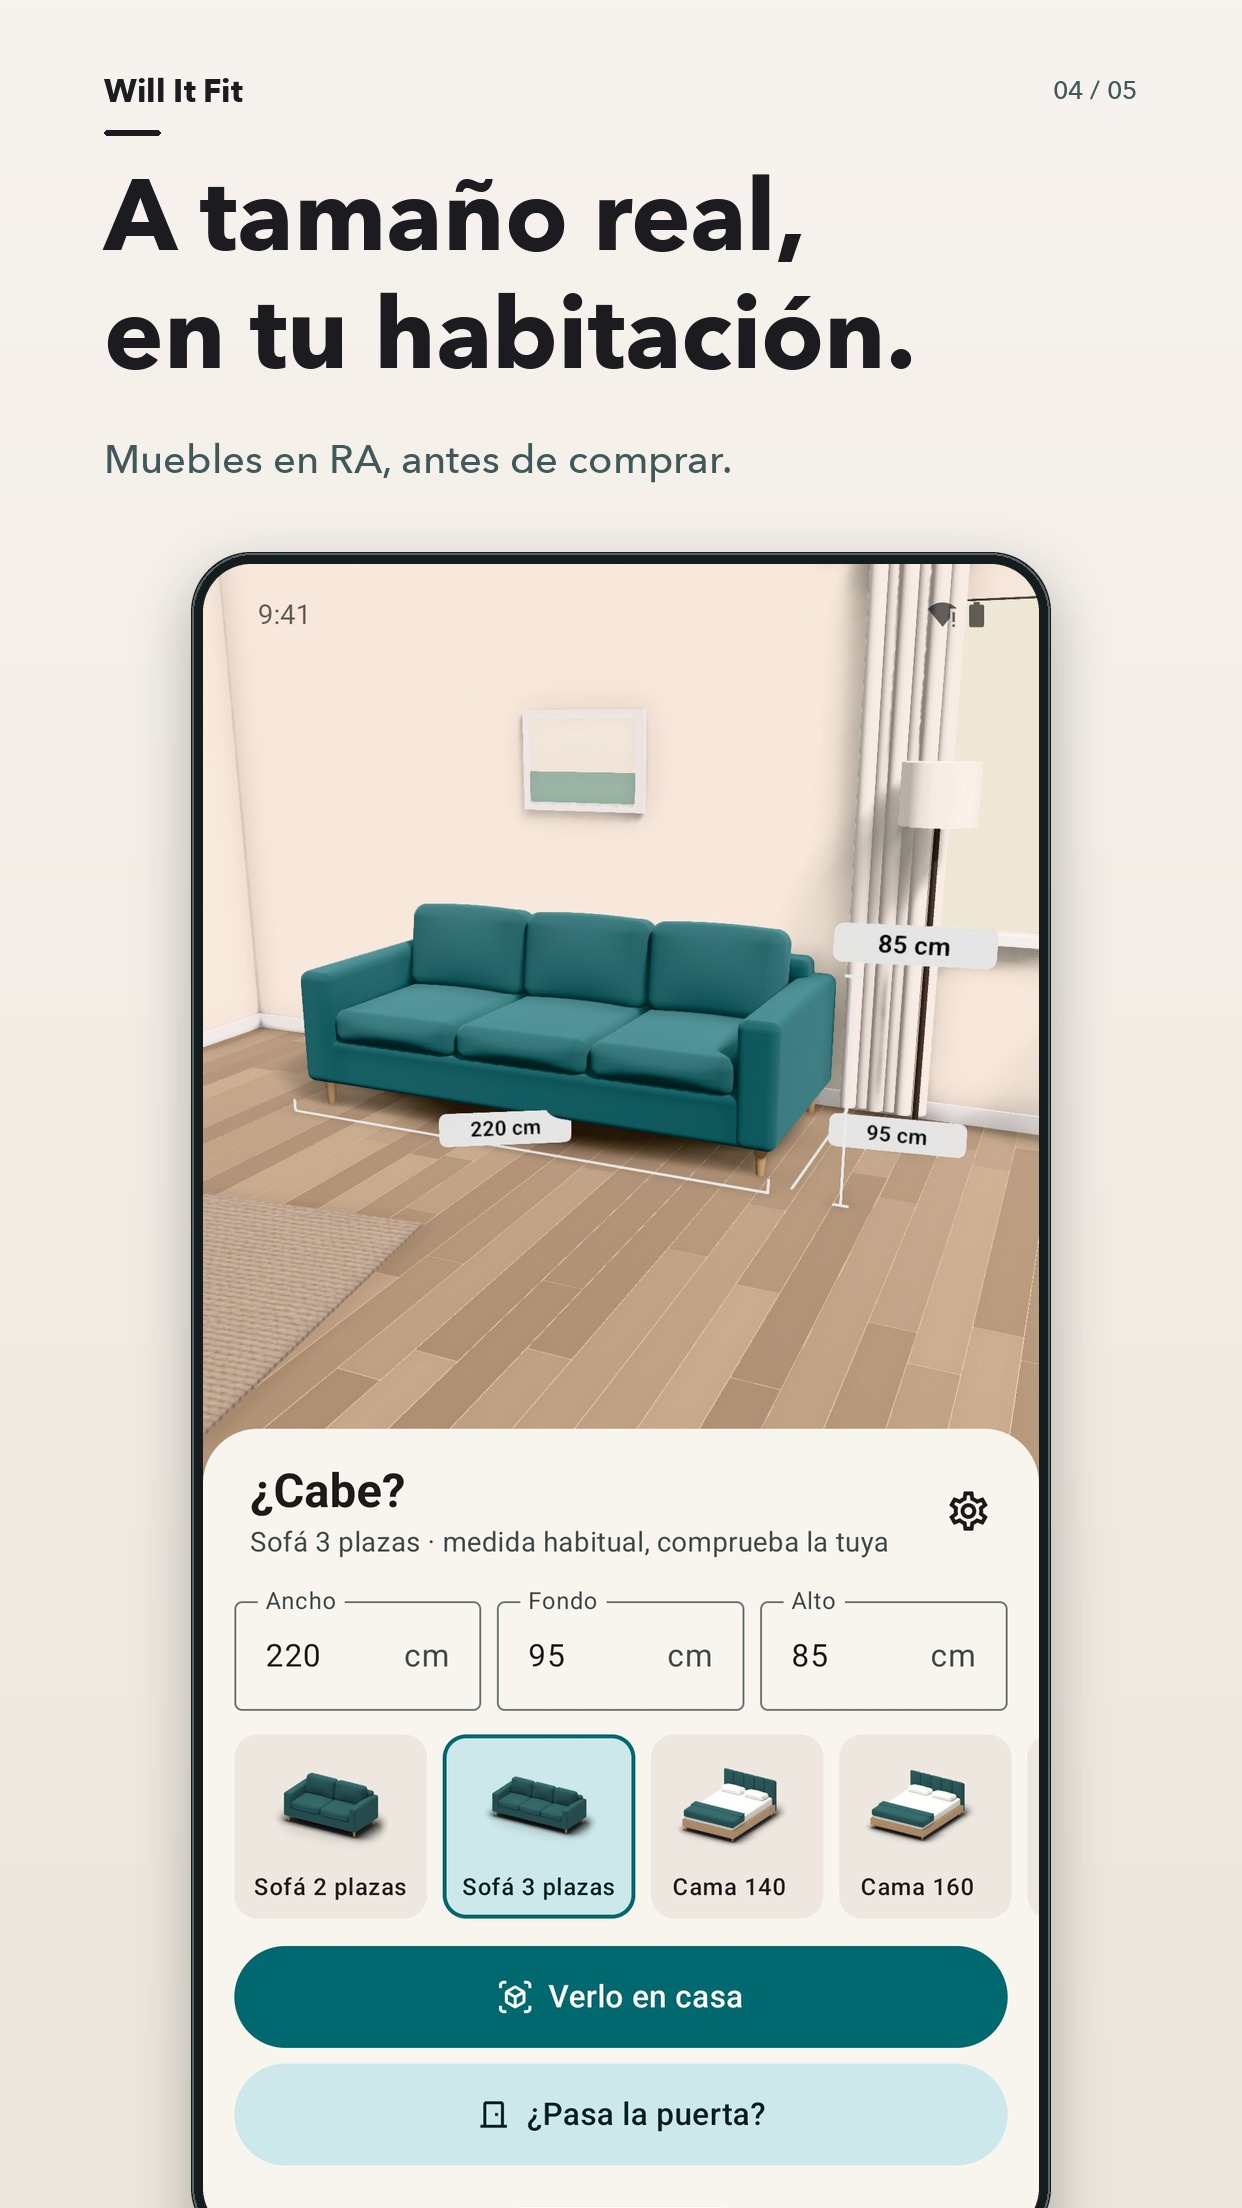 Will It Fit
04 / 05
A tamaño real,
en tu habitación.
Muebles en RA, antes de comprar.
9:41
85 cm
220 cm
95 cm
¿Cabe?
Sofá 3 plazas · medida habitual, comprueba la tuya
Ancho
Fondo
Alto
220 cm
95 cm
85 cm
Sofá 2 plazas
Sofá 3 plazas
Cama 140
Cama 160
Verlo en casa
¿Pasa la puerta?